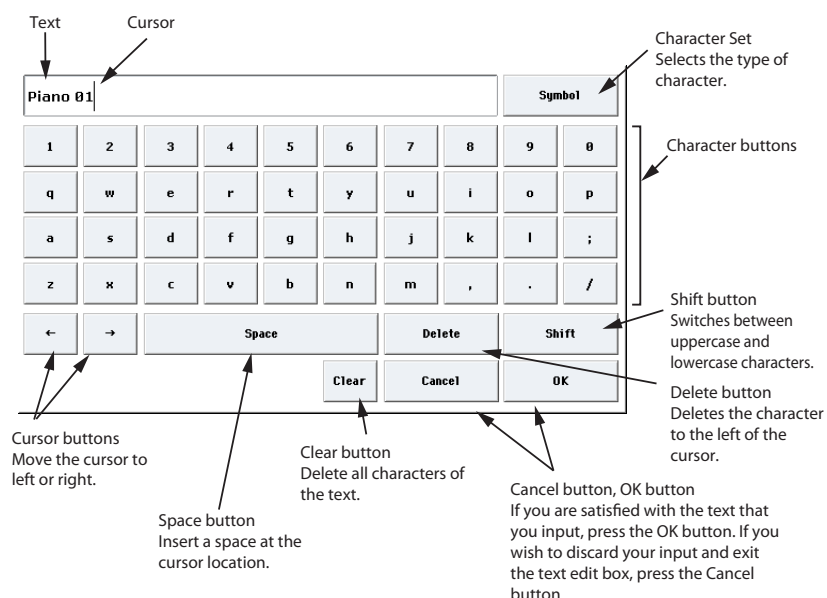 Text
Cursor
Character Set
Selects the type of
character.
Piano 01
Symbol
1 2 3 4 5 6 7 8 9 0
Character buttons
q w e r t y u i o p
a s d f g h j k l ;
z x c v b n m , . /
Shift button
Switches between
uppercase and
lowercase characters.
← → Space Delete Shift
Clear Cancel OK
Delete button
Deletes the character
to the left of the
cursor.
Cursor buttons
Move the cursor to
left or right.
Clear button
Delete all characters of
the text.
Space button
Insert a space at the
cursor location.
Cancel button, OK button
If you are satisfied with the text that
you input, press the OK button. If you
wish to discard your input and exit
the text edit box, press the Cancel
button